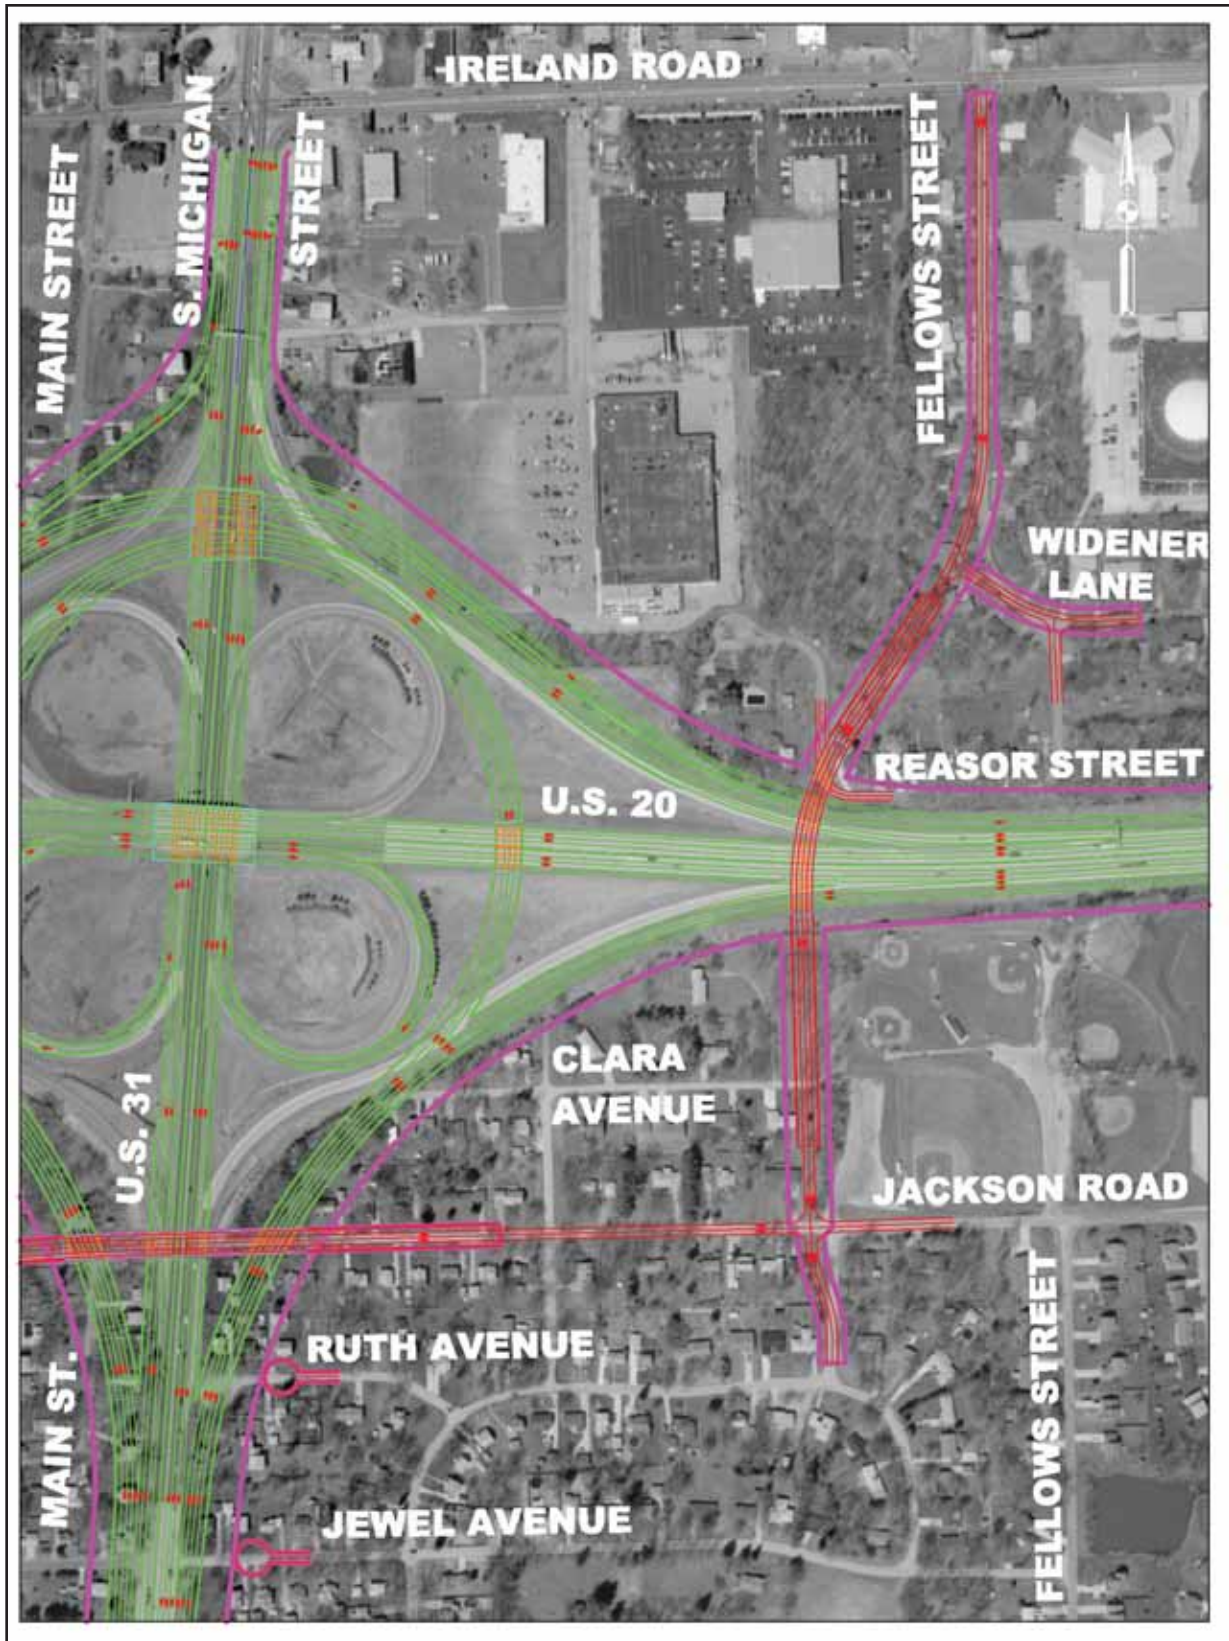 IRELAND ROAD
MAIN STREET
S. MICHIGAN
STREET
FELLOWS STREET
WIDENER
LANE
REASOR STREET
U.S. 20
CLARA
AVENUE
U.S. 31
JACKSON ROAD
RUTH AVENUE
MAIN ST.
FELLOWS STREET
JEWEL AVENUE